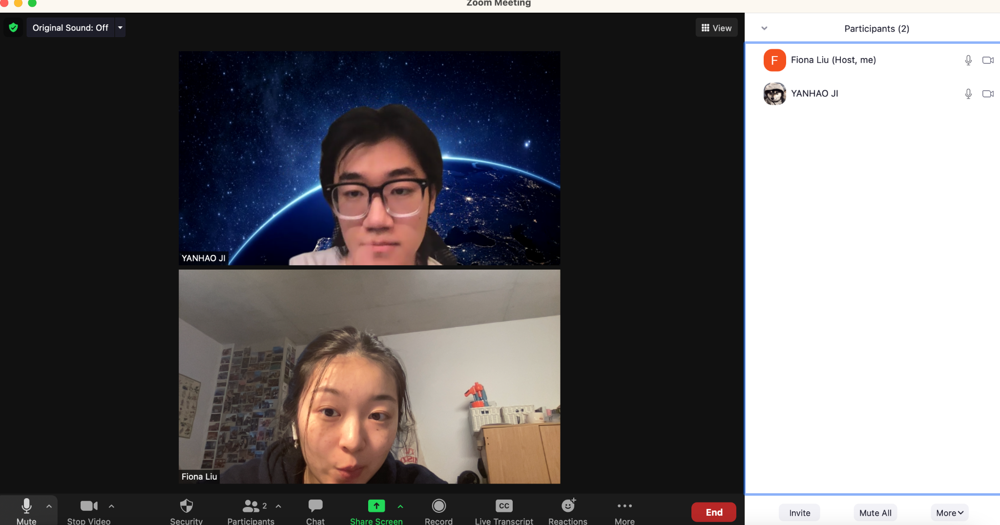 Zoom Meeting
Original Sound: Off
View
Participants (2)
F
Fiona Liu (Host, me)
YANHAO JI
YANHAO JI
Fiona Liu
Mute
Stop Video
Security
2
Participants
Chat
Share Screen
Record
CC
Live Transcript
Reactions
More
End
Invite
Mute All
More